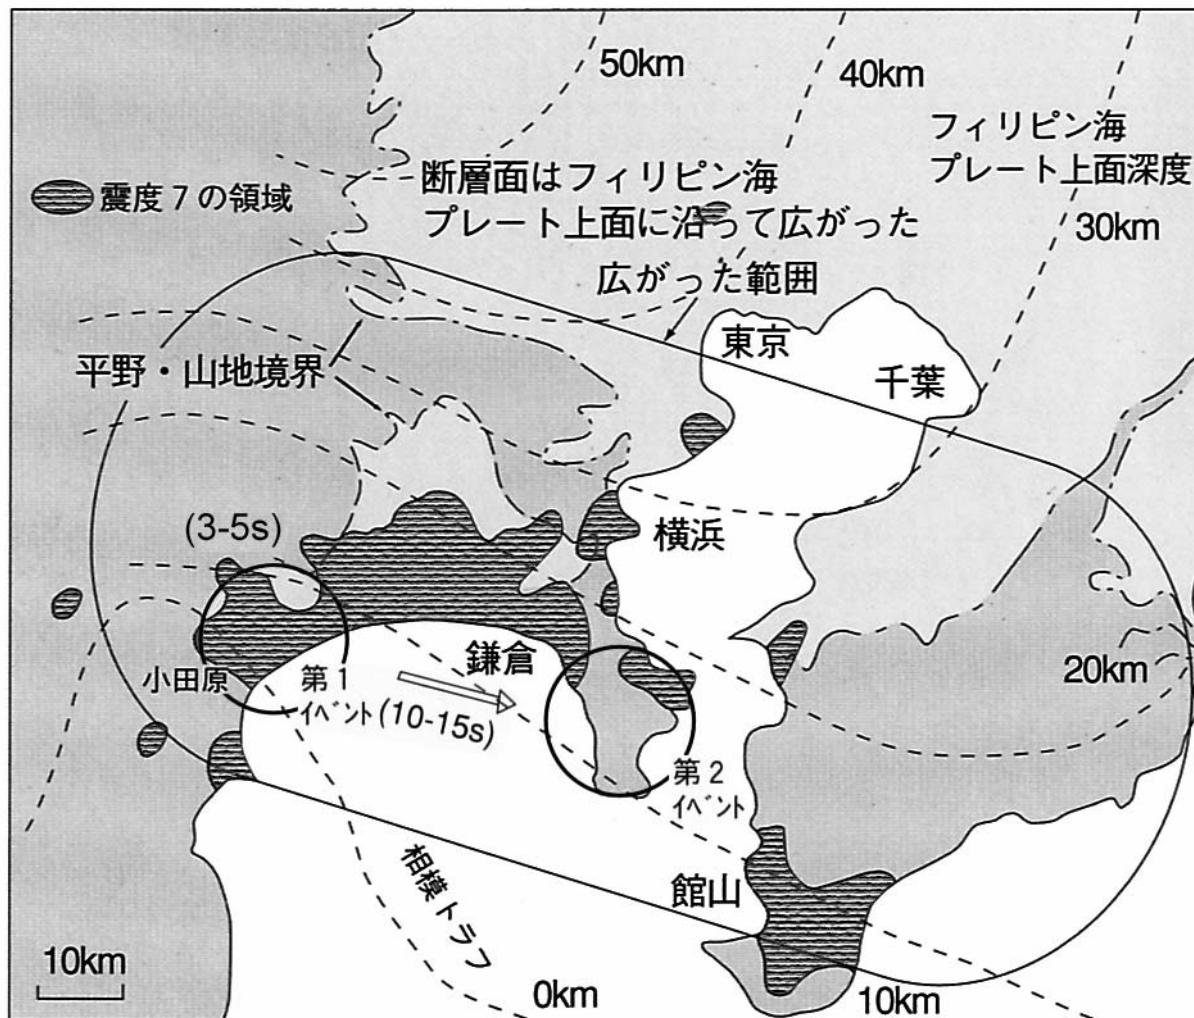 50km
40km
フィリピン海
プレート上面深度
30km
断層面はフィリピン海
プレート上面に沿って広がった
広がった範囲
震度7の領域
東京
千葉
平野・山地境界
(3-5s)
横浜
鎌倉
小田原
第1
イベント(10-15s)
20km
第2
イベント
館山
相模トラフ
10km
0km
10km